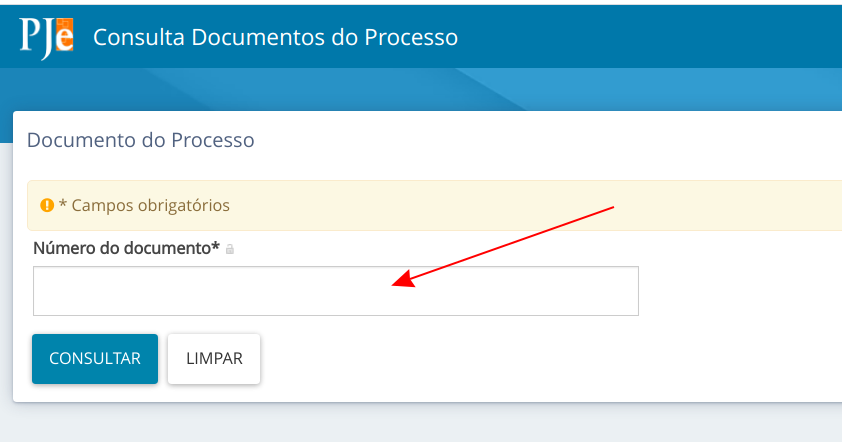 PJe Consulta Documentos do Processo
Documento do Processo
* Campos obrigatórios
Número do documento*
CONSULTAR LIMPAR